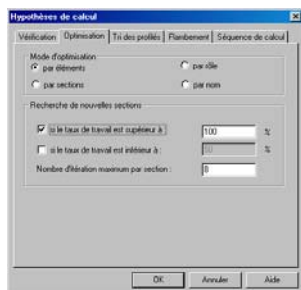 Hypothèses de calcul
Vérification Optimisation Tri des profilés Flambement Séquence de calcul
Mode d'optimisation
par éléments par rôle
par sections par nom
Recherche de nouvelles sections
si le taux de travail est supérieur à : 100 %
si le taux de travail est inférieur à : 50 %
Nombre d'itération maximum par section : 8
OK Annuler Aide